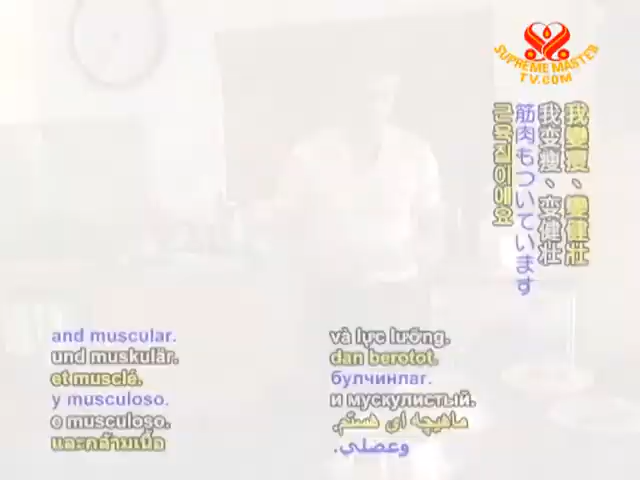 SUPREME MASTER
TV.COM
我變瘦、變健壯
我变瘦、变健壮
筋肉もついています
근육질이에요
and muscular.
und muskulär.
et musclé.
y musculoso.
e musculoso.
และกล้ามเนื้อ
và lực lưỡng.
dan berotot.
булчинлаг.
и мускулистый.
ماهیچه ای هستم.
وعضلي.